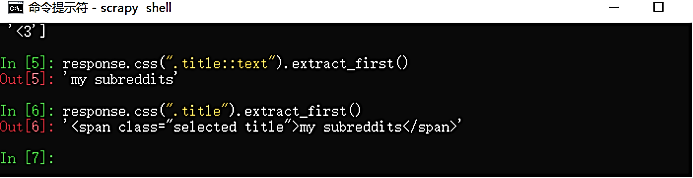 命令提示符 - scrapy  shell
'<3']
In [5]: response.css(".title::text").extract_first()
Out[5]: 'my subreddits'
In [6]: response.css(".title").extract_first()
Out[6]: '<span class="selected title">my subreddits</span>'
In [7]: